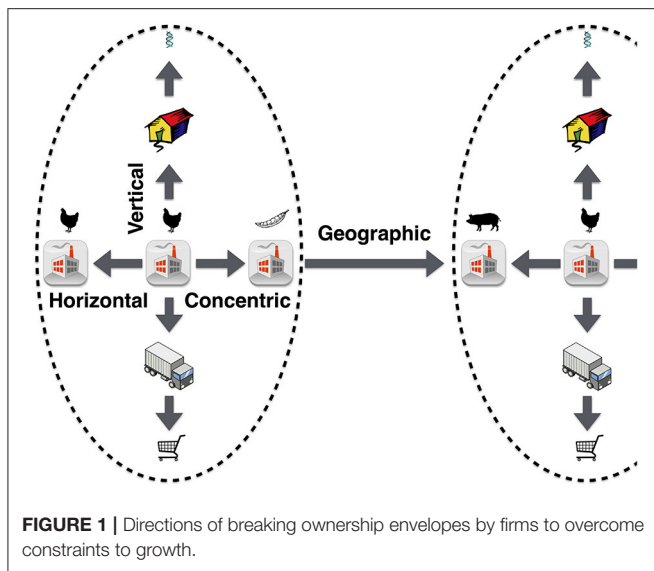 Vertical
Geographic
Horizontal
Concentric
FIGURE 1 | Directions of breaking ownership envelopes by firms to overcome
constraints to growth.